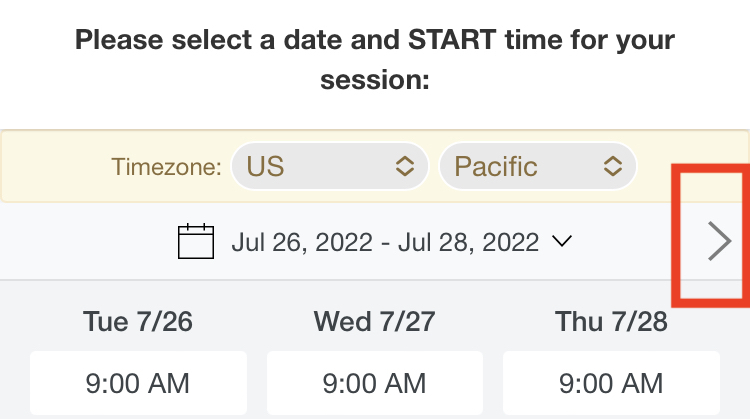 Please select a date and START time for your
session:
Timezone: US Pacific
Jul 26, 2022 - Jul 28, 2022
Tue 7/26 Wed 7/27 Thu 7/28
9:00 AM 9:00 AM 9:00 AM